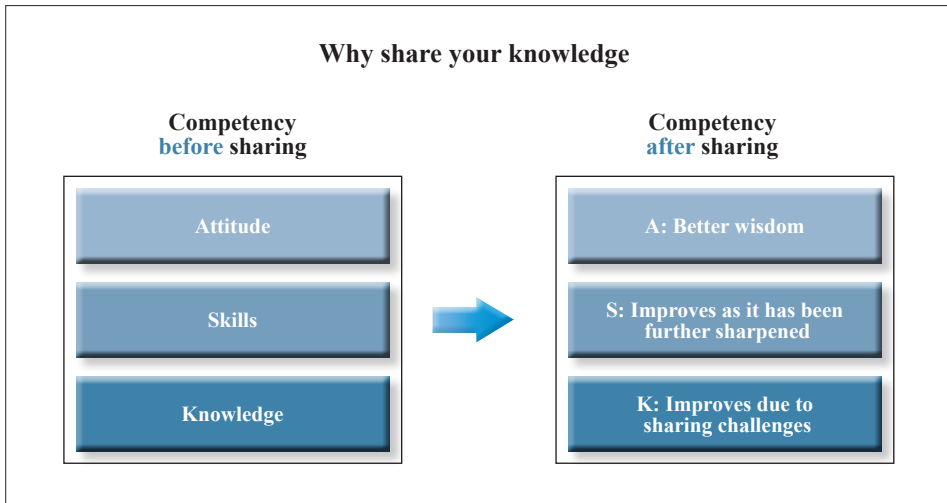 Why share your knowledge
Competency
before sharing
Attitude
Skills
Knowledge
Competency
after sharing
A: Better wisdom
S: Improves as it has been
further sharpened
K: Improves due to
sharing challenges